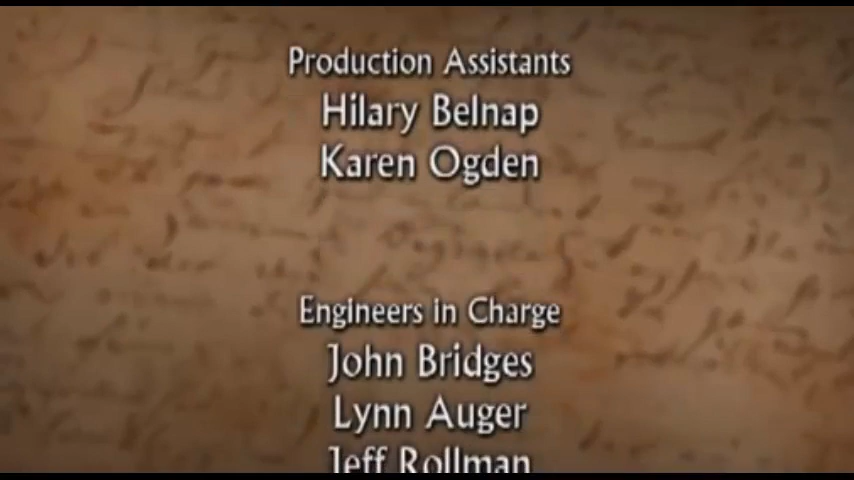 Production Assistants
Hilary Belnap
Karen Ogden
Engineers in Charge
John Bridges
Lynn Auger
Jeff Rollman